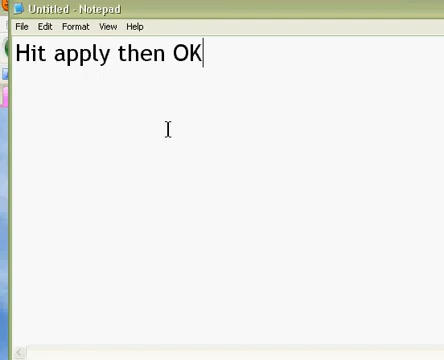 Untitled - Notepad
File Edit Format View Help
Hit apply then OK